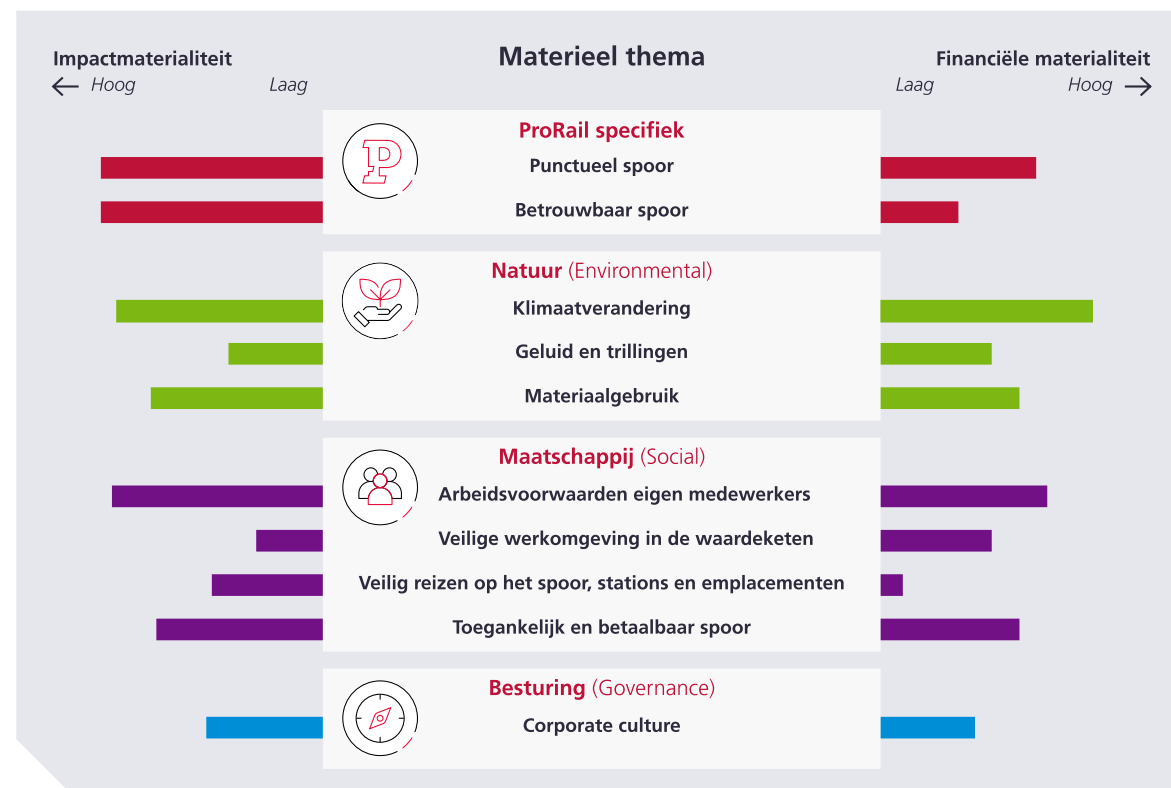 Impactmaterialiteit
Materieel thema
Financiële materialiteit
Hoog
Laag
Laag
Hoog
P
ProRail specifiek
Punctueel spoor
Betrouwbaar spoor
Natuur (Environmental)
Klimaatverandering
Geluid en trillingen
Materiaalgebruik
Maatschappij (Social)
Arbeidsvoorwaarden eigen medewerkers
Veilige werkomgeving in de waardeketen
Veilig reizen op het spoor, stations en emplacementen
Toegankelijk en betaalbaar spoor
Besturing (Governance)
Corporate culture